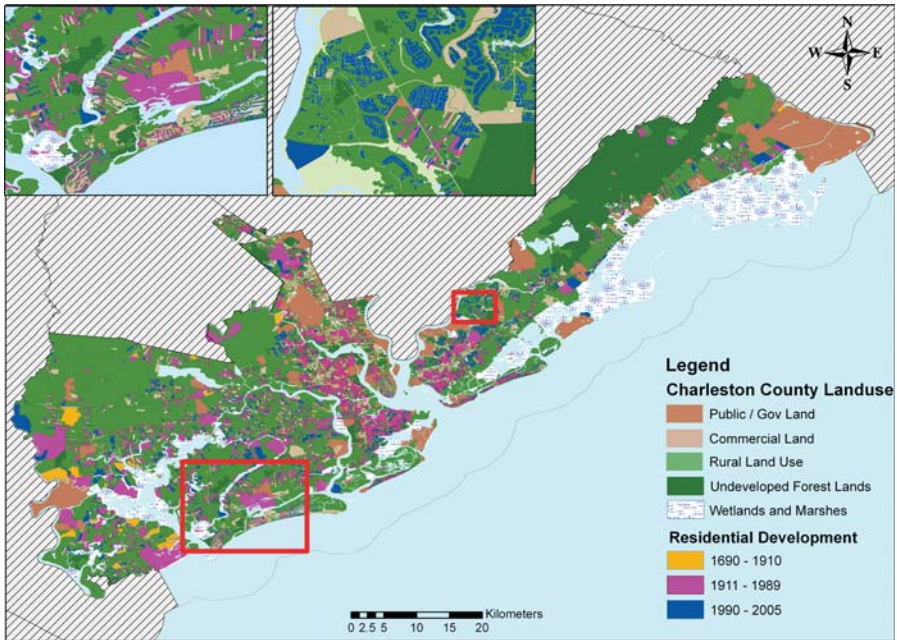 N
W E
S
Legend
Charleston County Landuse
Public / Gov Land
Commercial Land
Rural Land Use
Undeveloped Forest Lands
Wetlands and Marshes
Residential Development
1690 - 1910
1911 - 1989
1990 - 2005
Kilometers
0 2.5 5 10 15 20